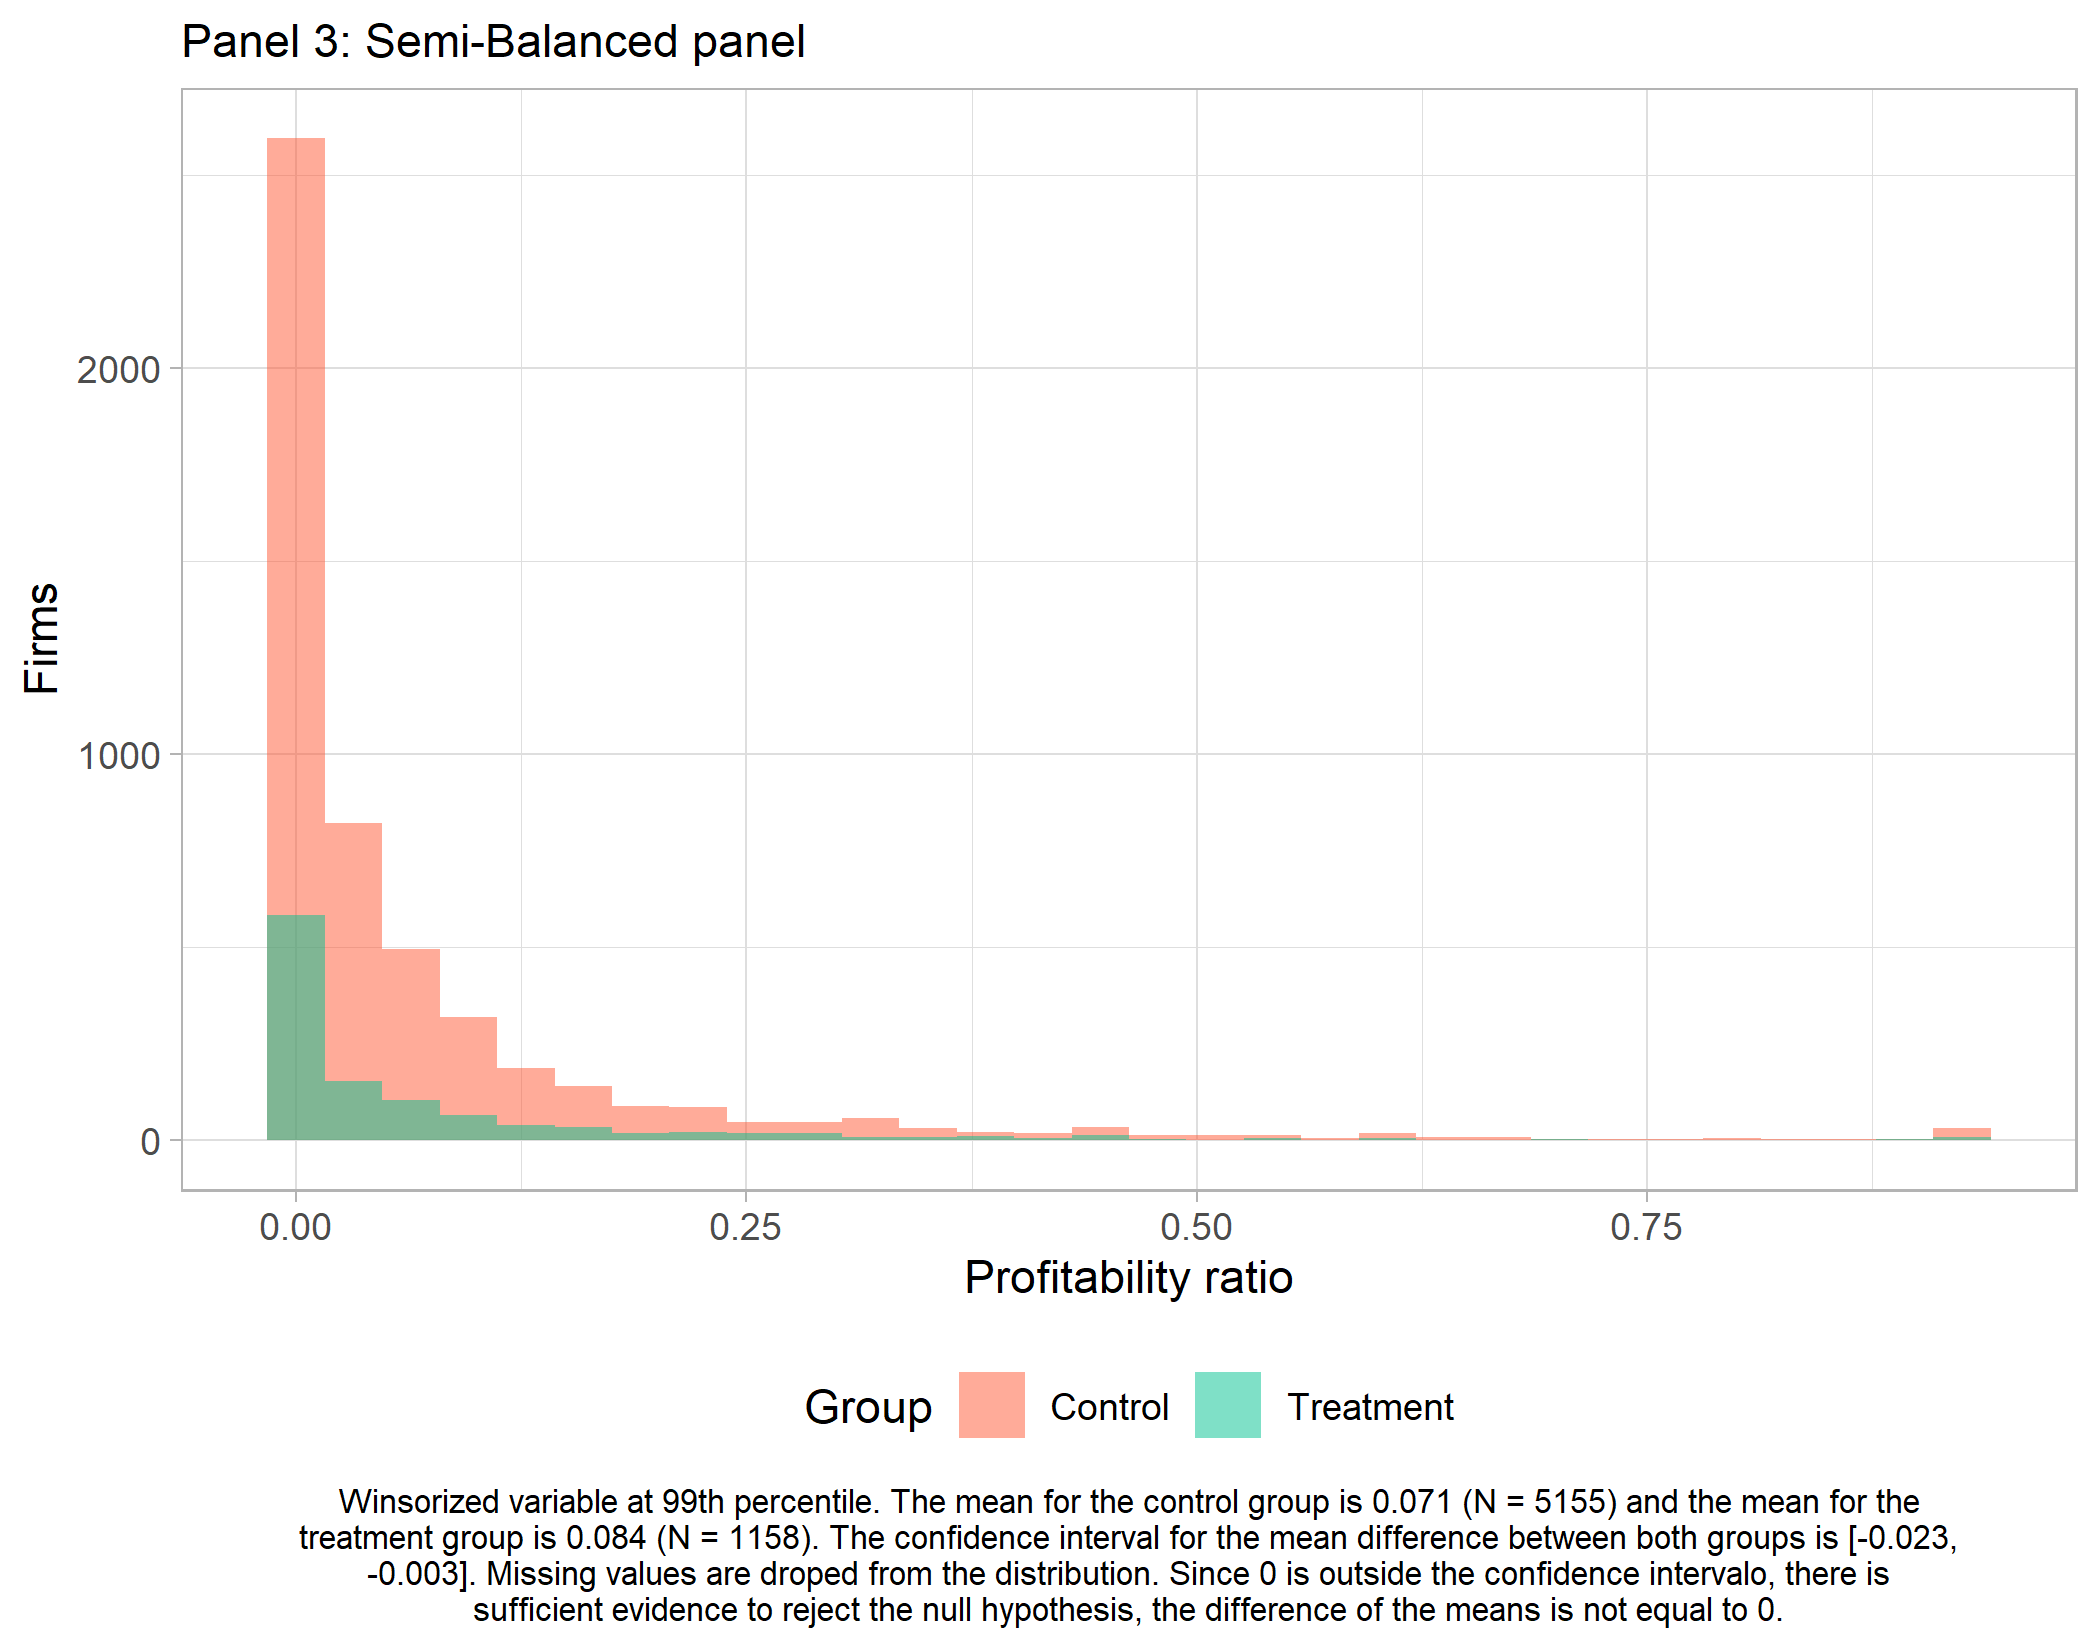 Panel 3: Semi-Balanced panel
2000
1000
0
Firms
0.00
0.25
0.50
0.75
Profitability ratio
Group
Control
Treatment
Winsorized variable at 99th percentile. The mean for the control group is 0.071 (N = 5155) and the mean for the
treatment group is 0.084 (N = 1158). The confidence interval for the mean difference between both groups is [-0.023,
-0.003]. Missing values are droped from the distribution. Since 0 is outside the confidence intervalo, there is
sufficient evidence to reject the null hypothesis, the difference of the means is not equal to 0.